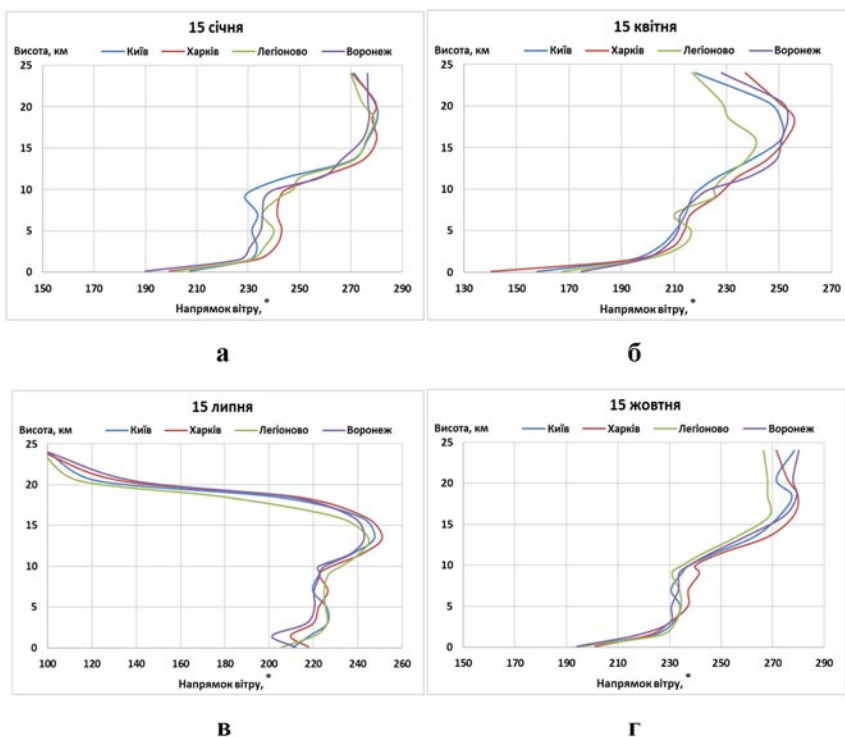 15 січня
Висота, км
Київ Харків Легіоново Воронеж
25
20
15
10
5
0
150 170 190 210 230 250 270 290
Напрямок вітру, °
а
15 квітня
Висота, км
Київ Харків Легіоново Воронеж
25
20
15
10
5
0
130 150 170 190 210 230 250 270
Напрямок вітру, °
б
15 липня
Висота, км
Київ Харків Легіоново Воронеж
25
20
15
10
5
0
100 120 140 160 180 200 220 240 260
Напрямок вітру, °
в
15 жовтня
Висота, км
Київ Харків Легіоново Воронеж
25
20
15
10
5
0
150 170 190 210 230 250 270 290
Напрямок вітру, °
г